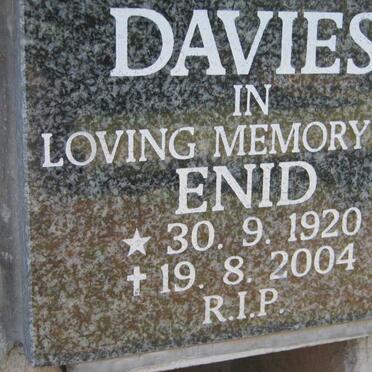 DAVIES
IN
LOVING MEMORY
ENID
★ 30. 9. 1920
✝ 19. 8. 2004
R.I.P.